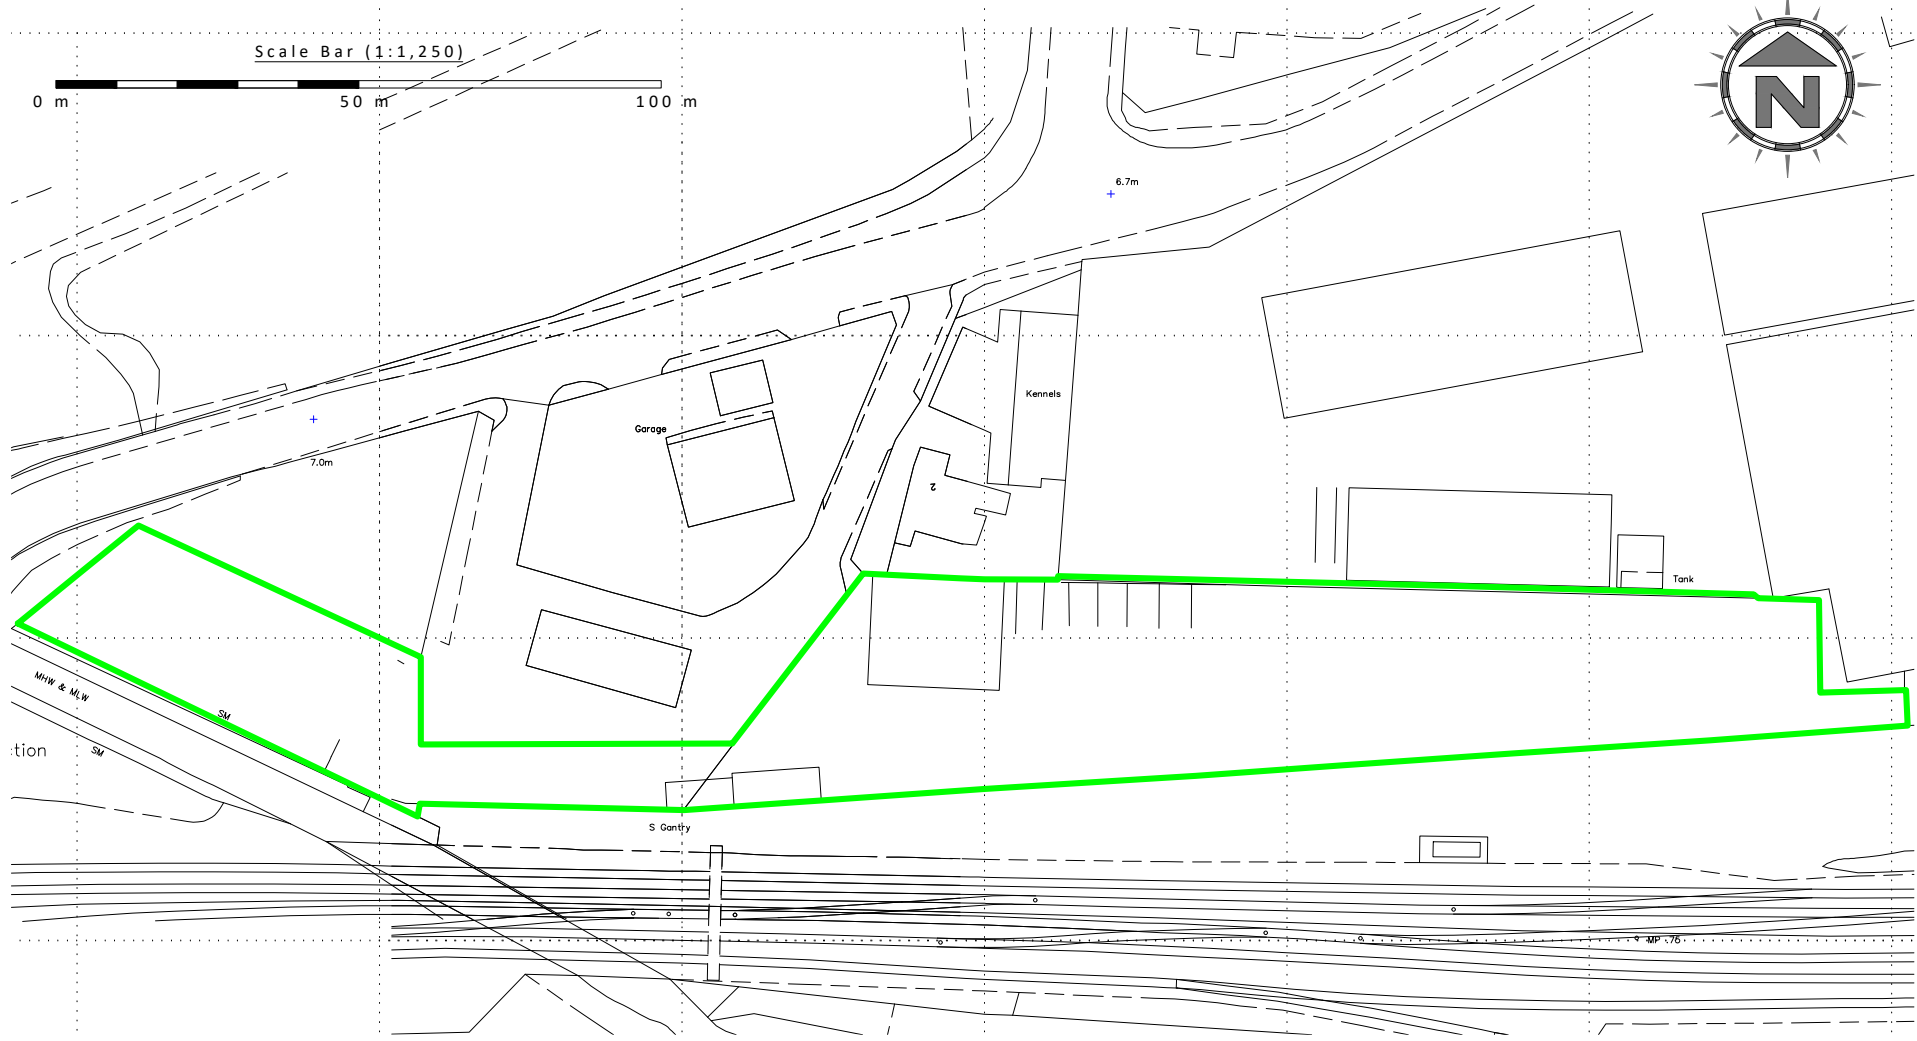 Scale Bar (1:1,250)
0 m 50 m 100 m
N
6.7m
Kennels
Garage
7.0m
2
Tank
MHW & MLW
SM
SM
tion
S Gantry
MP .76